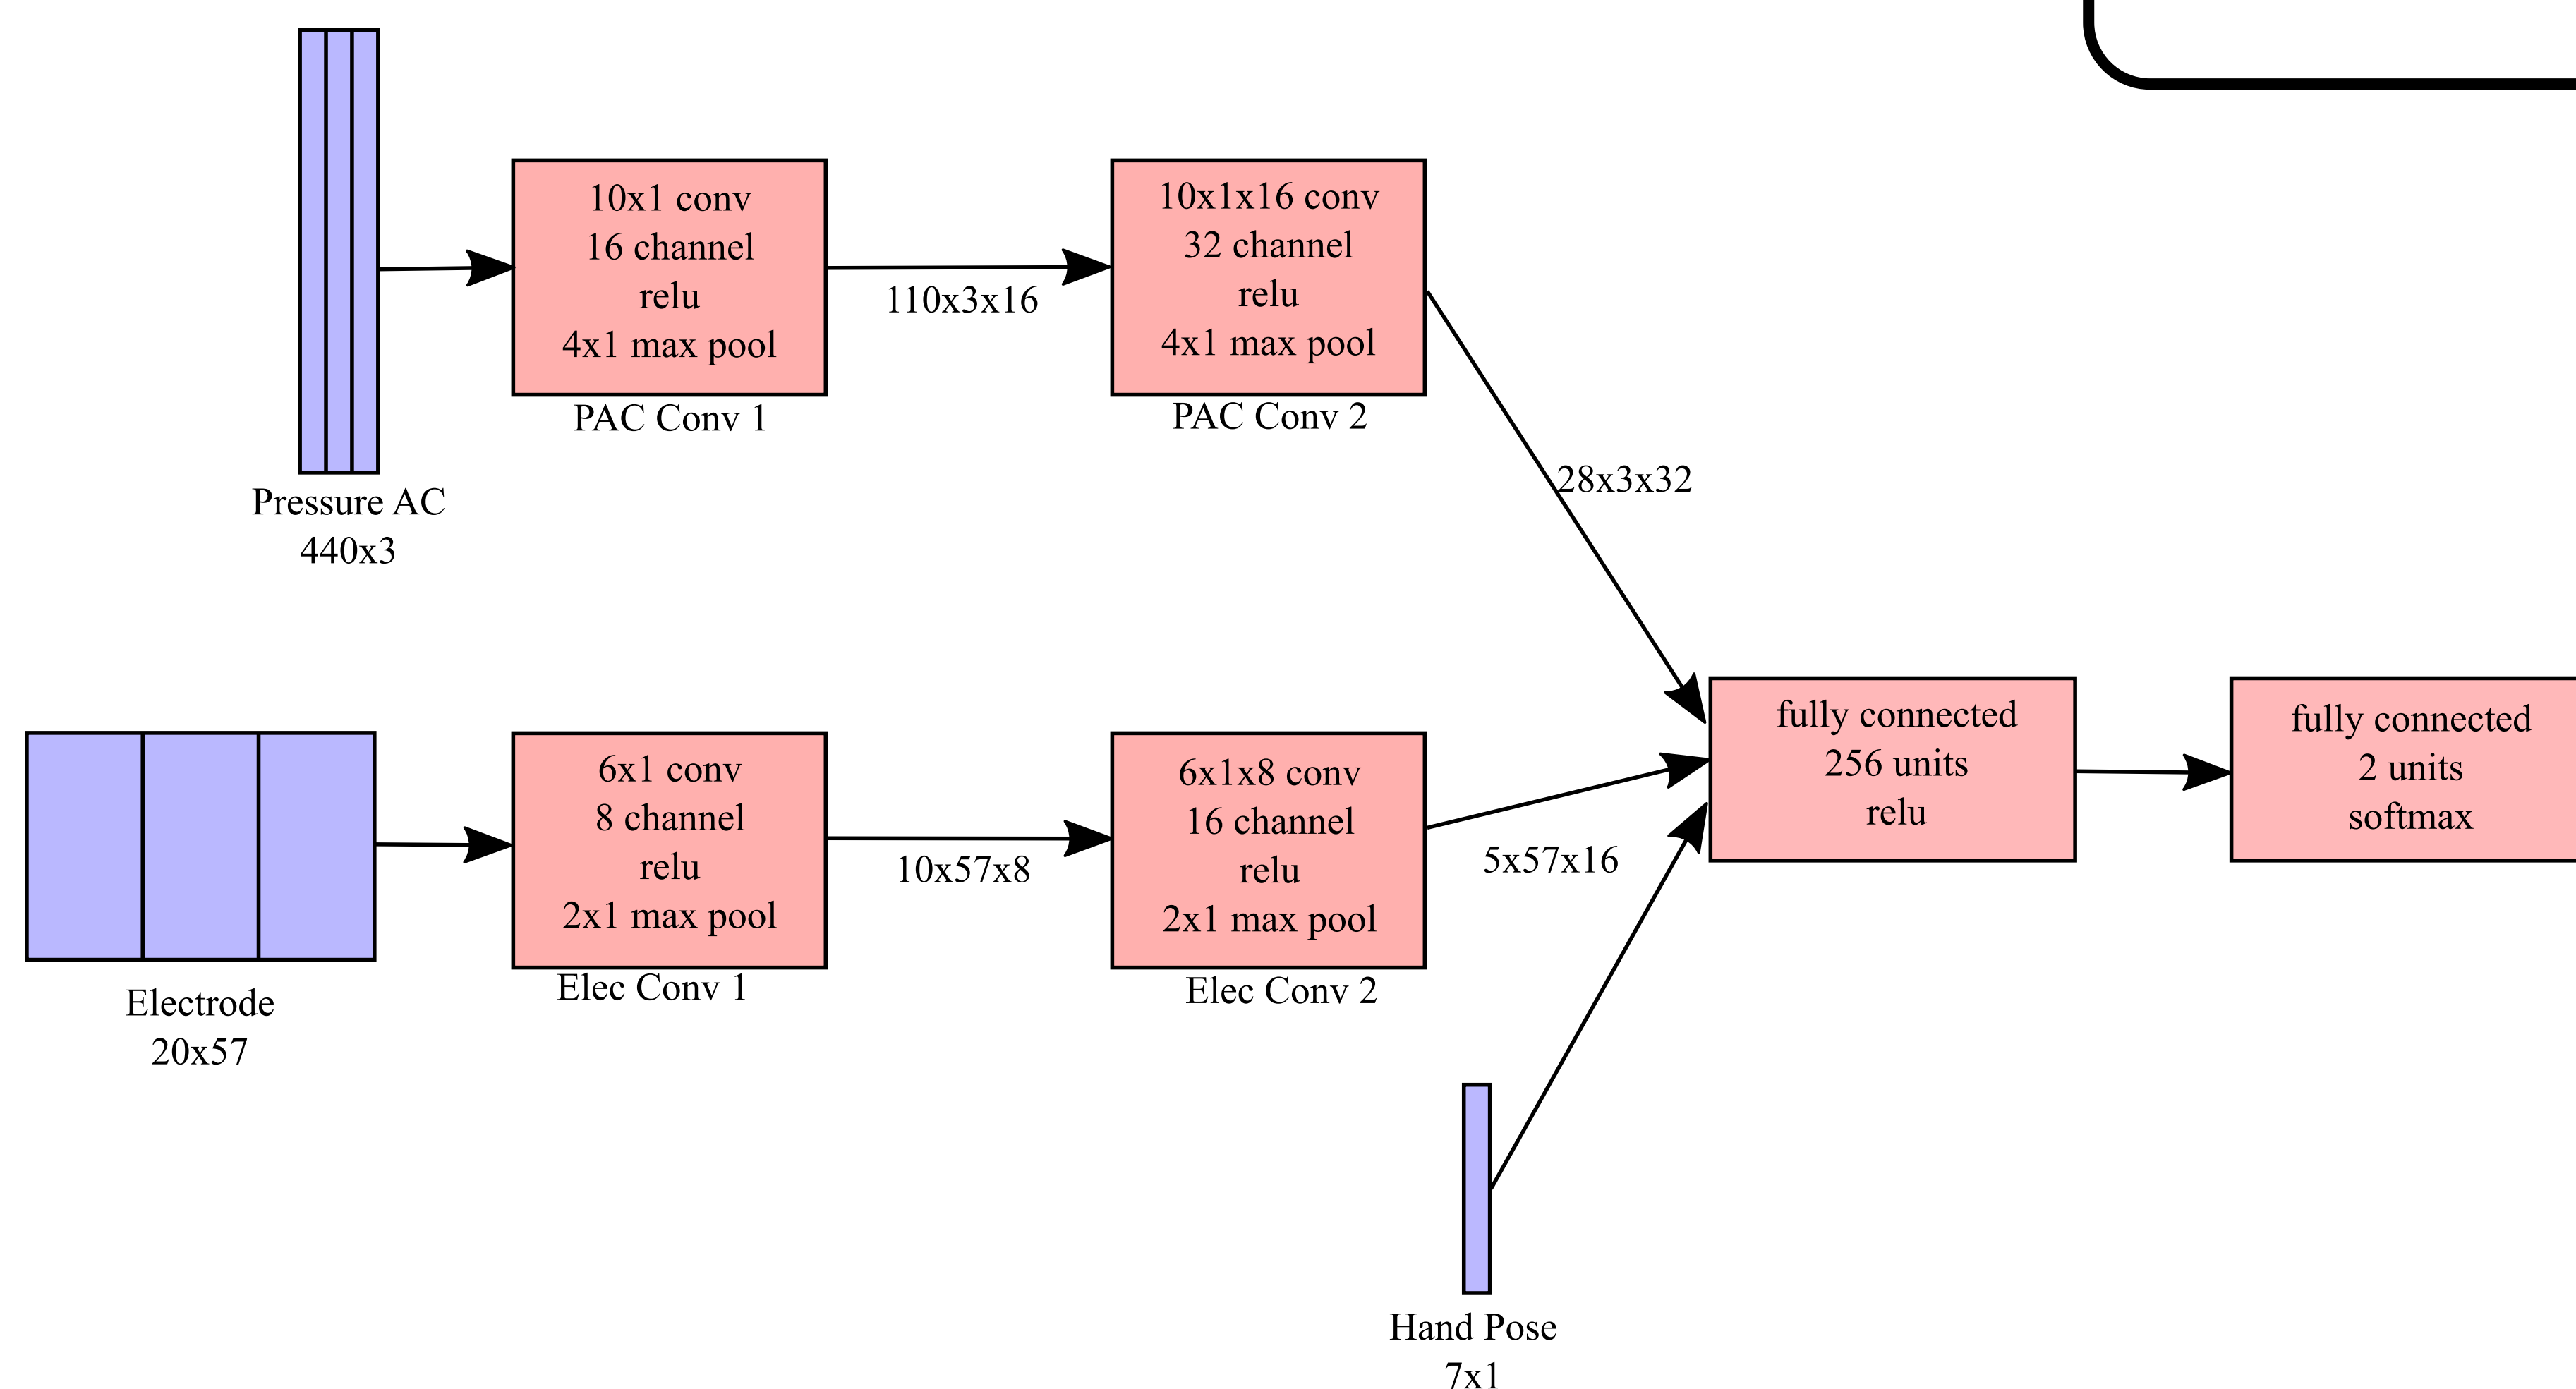 10x1 conv
16 channel
relu
4x1 max pool
PAC Conv 1
110x3x16
10x1x16 conv
32 channel
relu
4x1 max pool
PAC Conv 2
28x3x32
Pressure AC
440x3
Electrode
20x57
6x1 conv
8 channel
relu
2x1 max pool
Elec Conv 1
10x57x8
6x1x8 conv
16 channel
relu
2x1 max pool
Elec Conv 2
5x57x16
fully connected
256 units
relu
fully connected
2 units
softmax
Hand Pose
7x1